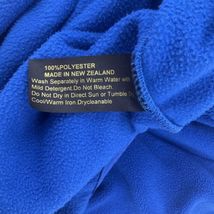 100%POLYESTER
MADE IN NEW ZEALAND
Wash Separately in Warm Water with
Mild Detergent.Do Not Bleach
Do Not Dry in Direct Sun or Tumble
Cool/Warm Iron Drycleanable